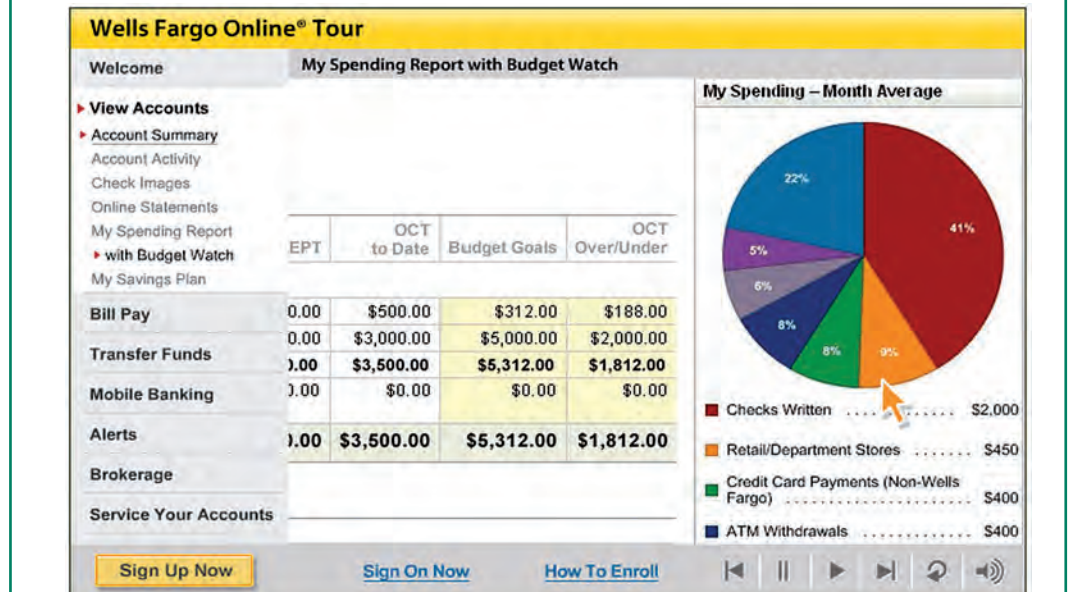 Wells Fargo Online® Tour
Welcome
My Spending Report with Budget Watch
View Accounts
Account Summary
Account Activity
Check Images
Online Statements
My Spending Report
with Budget Watch
My Savings Plan
Bill Pay
Transfer Funds
Mobile Banking
Alerts
Brokerage
Service Your Accounts
EPT OCT to Date Budget Goals OCT Over/Under
0.00 $500.00 $312.00 $188.00
0.00 $3,000.00 $5,000.00 $2,000.00
0.00 $3,500.00 $5,312.00 $1,812.00
0.00 $0.00 $0.00 $0.00
0.00 $3,500.00 $5,312.00 $1,812.00
My Spending – Month Average
22%
41%
5%
6%
8%
8%
9%
Checks Written .............. $2,000
Retail/Department Stores ....... $450
Credit Card Payments (Non-Wells
Fargo) ....................... $400
ATM Withdrawals ............. $400
Sign Up Now
Sign On Now
How To Enroll